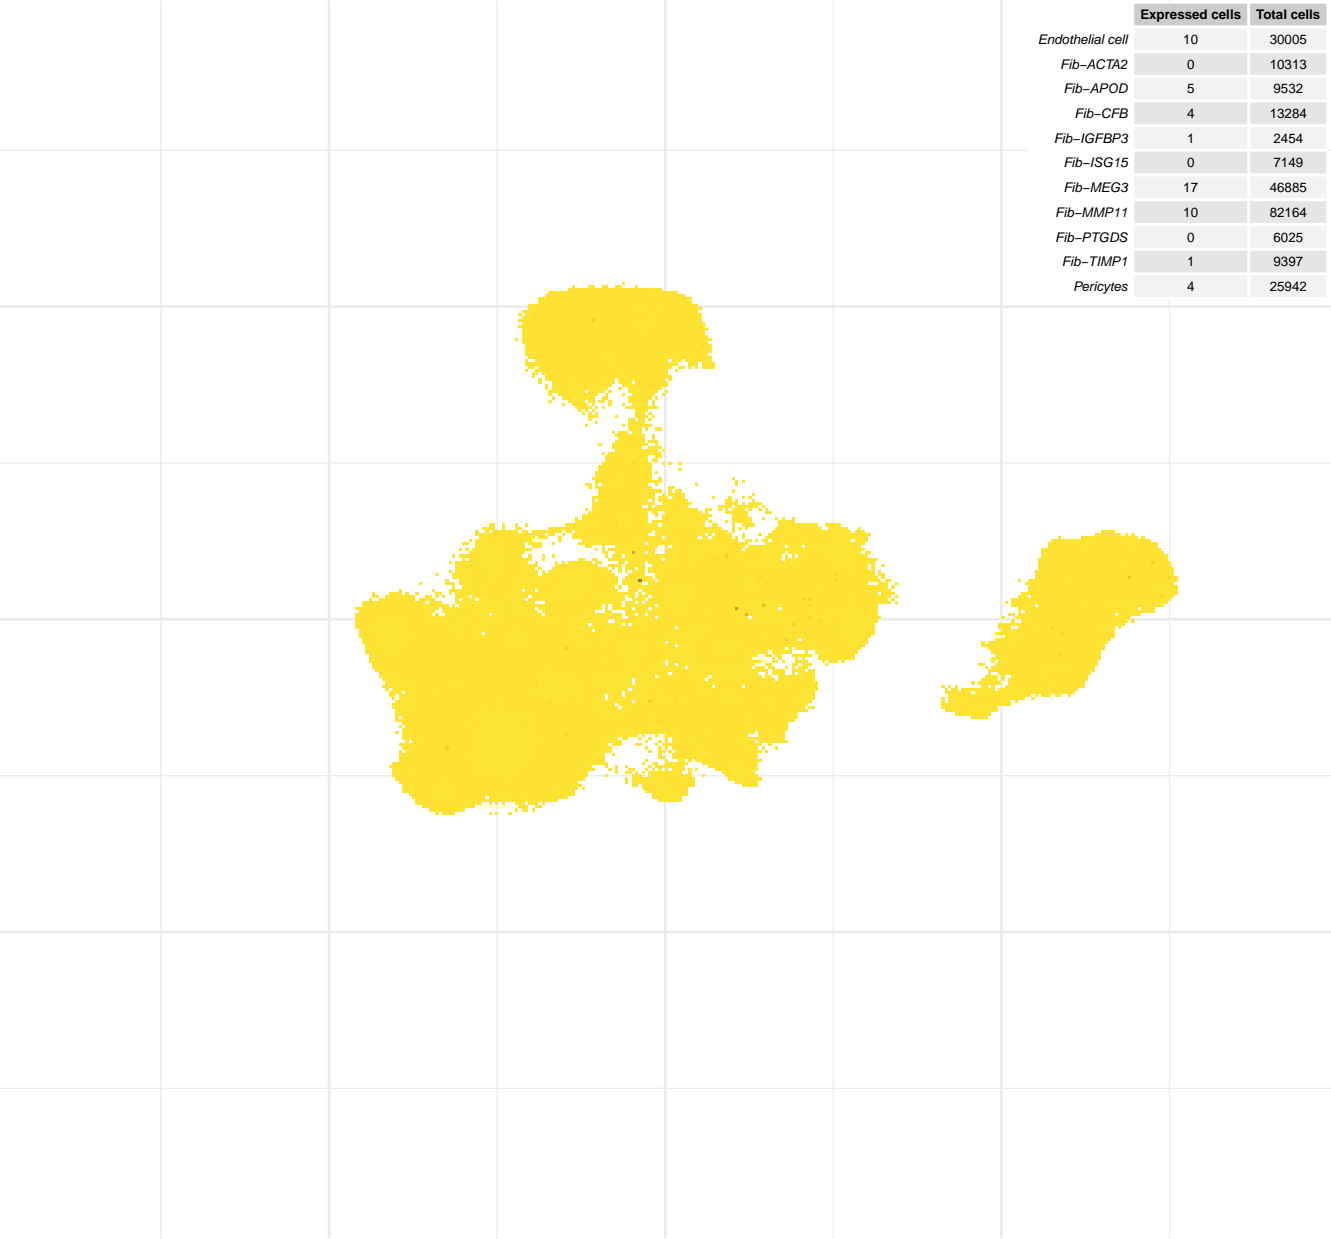 Expressed cells Total cells
Endothelial cell 10 30005
Fib−ACTA2 0 10313
Fib−APOD 5 9532
Fib−CFB 4 13284
Fib−IGFBP3 1 2454
Fib−ISG15 0 7149
Fib−MEG3 17 46885
Fib−MMP11 10 82164
Fib−PTGDS 0 6025
Fib−TIMP1 1 9397
Pericytes 4 25942